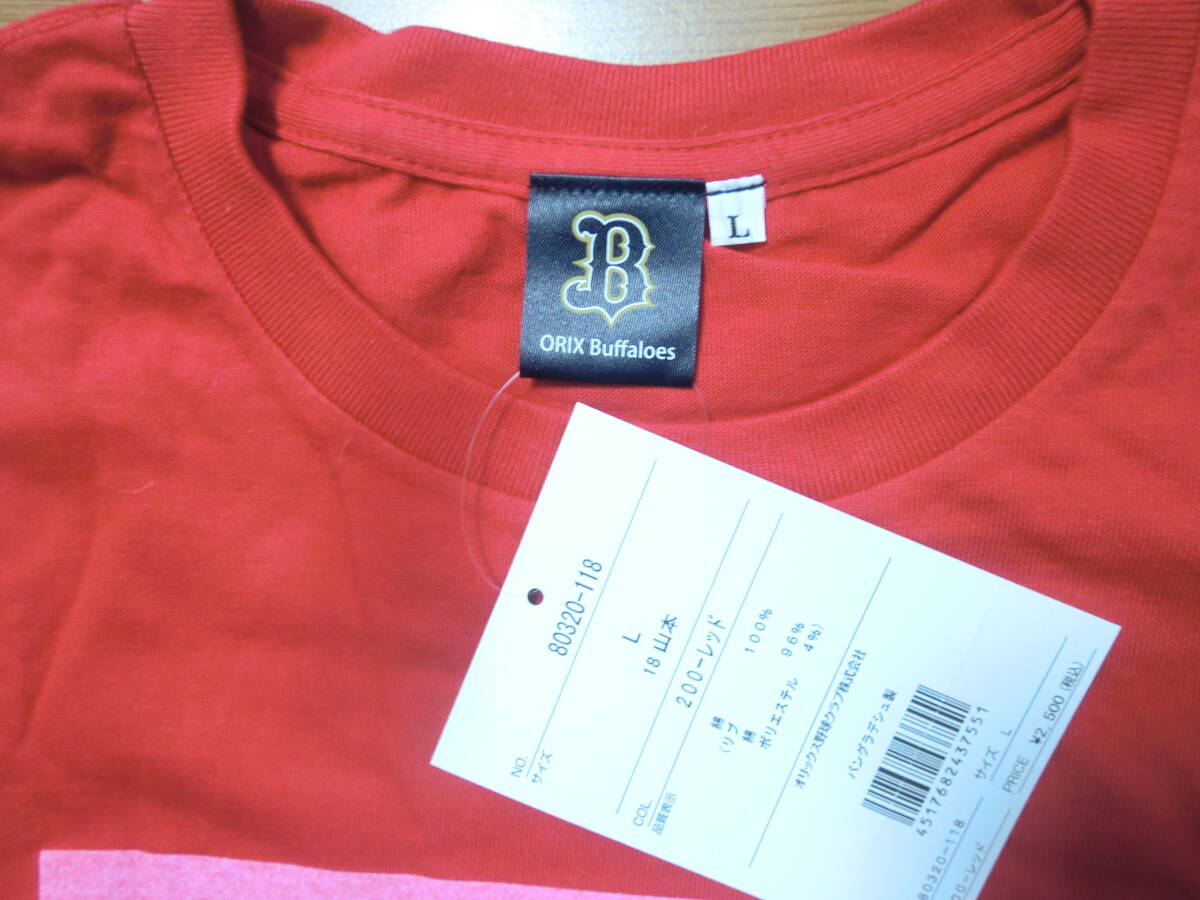 B
ORIX Buffaloes
L
NO. 80320-118
サイズ L
18 山本
COL 200-レッド
品質表示
綿 100%
(リブ
綿 96%
ポリエステル 4%)
オリックス野球クラブ株式会社
バングラデシュ製
4517682437551
80320-118 サイズ L
00-レッド PRICE ¥2,500(税込)